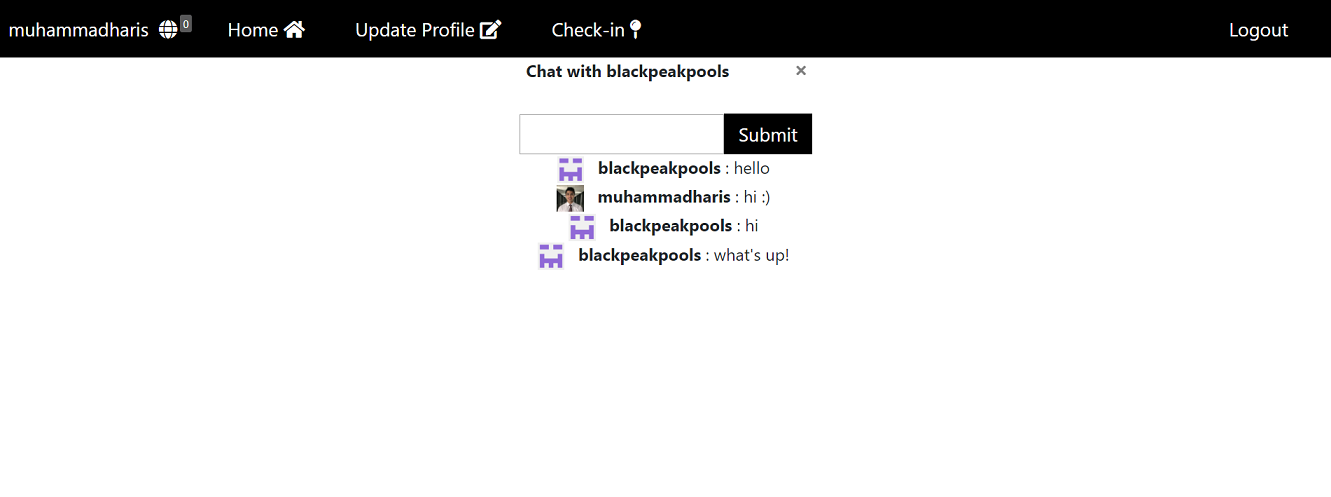 muhammadharis 0 Home Update Profile Check-in Logout
Chat with blackpeakpools ×
Submit
blackpeakpools : hello
muhammadharis : hi :)
blackpeakpools : hi
blackpeakpools : what's up!